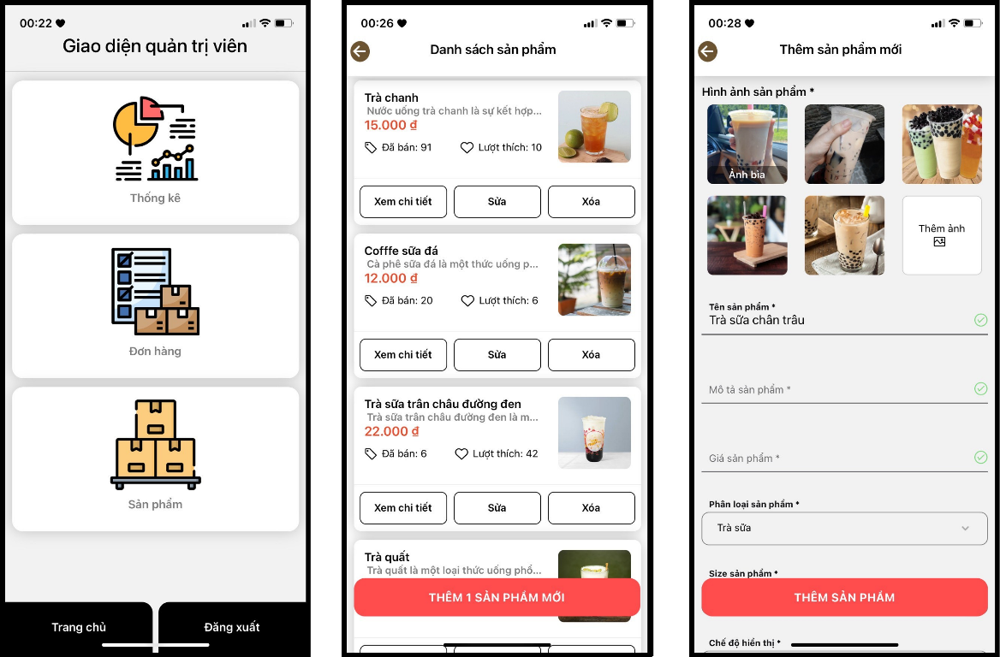 00:22
Giao diện quản trị viên
Thống kê
Đơn hàng
Sản phẩm
Trang chủ
Đăng xuất
00:26
Danh sách sản phẩm
Trà chanh
Nước uống trà chanh là sự kết hợp...
15.000 ₫
Đã bán: 91
Lượt thích: 10
Xem chi tiết
Sửa
Xóa
Cofffe sữa đá
Cà phê sữa đá là một thức uống p...
12.000 ₫
Đã bán: 20
Lượt thích: 6
Xem chi tiết
Sửa
Xóa
Trà sữa trân châu đường đen
Trà sữa trân châu đường đen là m...
22.000 ₫
Đã bán: 6
Lượt thích: 42
Xem chi tiết
Sửa
Xóa
Trà quất
Trà quất là một loại thức uống phổ...
THÊM 1 SẢN PHẨM MỚI
00:28
Thêm sản phẩm mới
Hình ảnh sản phẩm *
Ảnh bìa
Thêm ảnh
Tên sản phẩm *
Trà sữa chân trâu
Mô tả sản phẩm *
Giá sản phẩm *
Phân loại sản phẩm *
Trà sữa
Size sản phẩm *
THÊM SẢN PHẨM
Chế độ hiển thị *